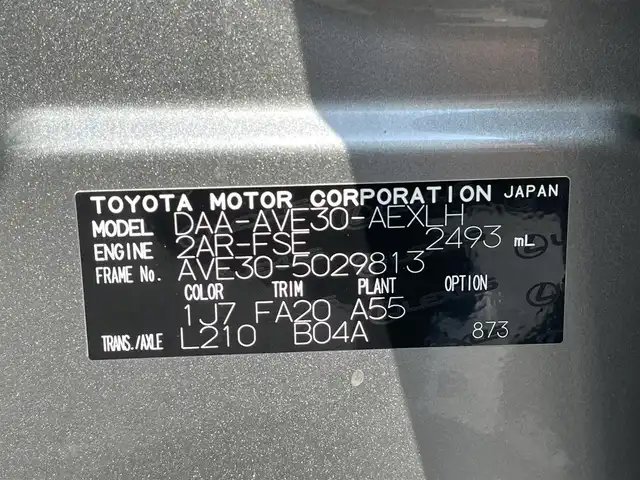 TOYOTA MOTOR CORPORATION JAPAN
MODEL DAA-AVE30-AEXLH
ENGINE 2AR-FSE 2493 mL
FRAME No. AVE30-5029813
COLOR TRIM PLANT OPTION
1J7 FA20 A55
TRANS./AXLE L210 B04A 873